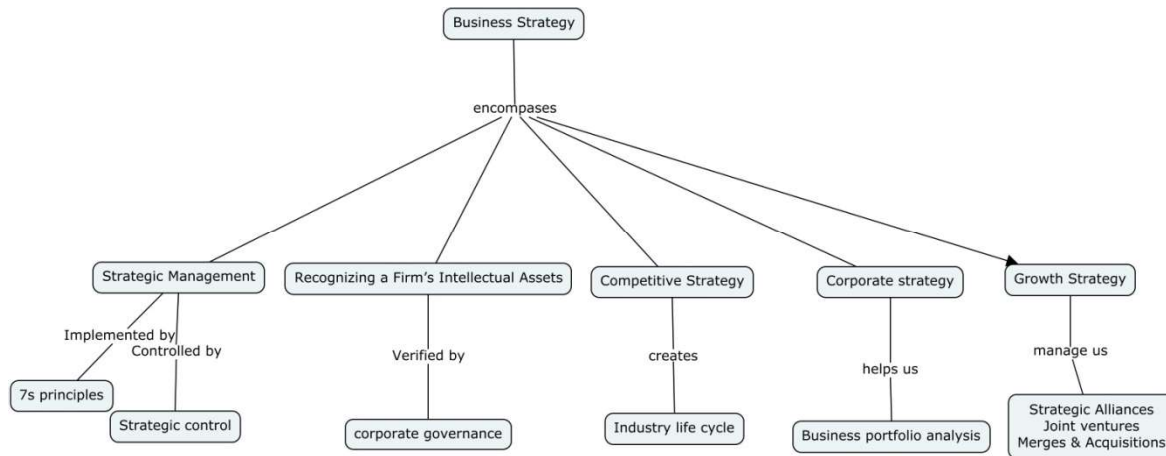 Business Strategy
encompases
Strategic Management
Recognizing a Firm's Intellectual Assets
Competitive Strategy
Corporate strategy
Growth Strategy
Implemented by
Controlled by
Verified by
creates
helps us
manage us
7s principles
Strategic control
corporate governance
Industry life cycle
Business portfolio analysis
Strategic Alliances
Joint ventures
Merges & Acquisitions